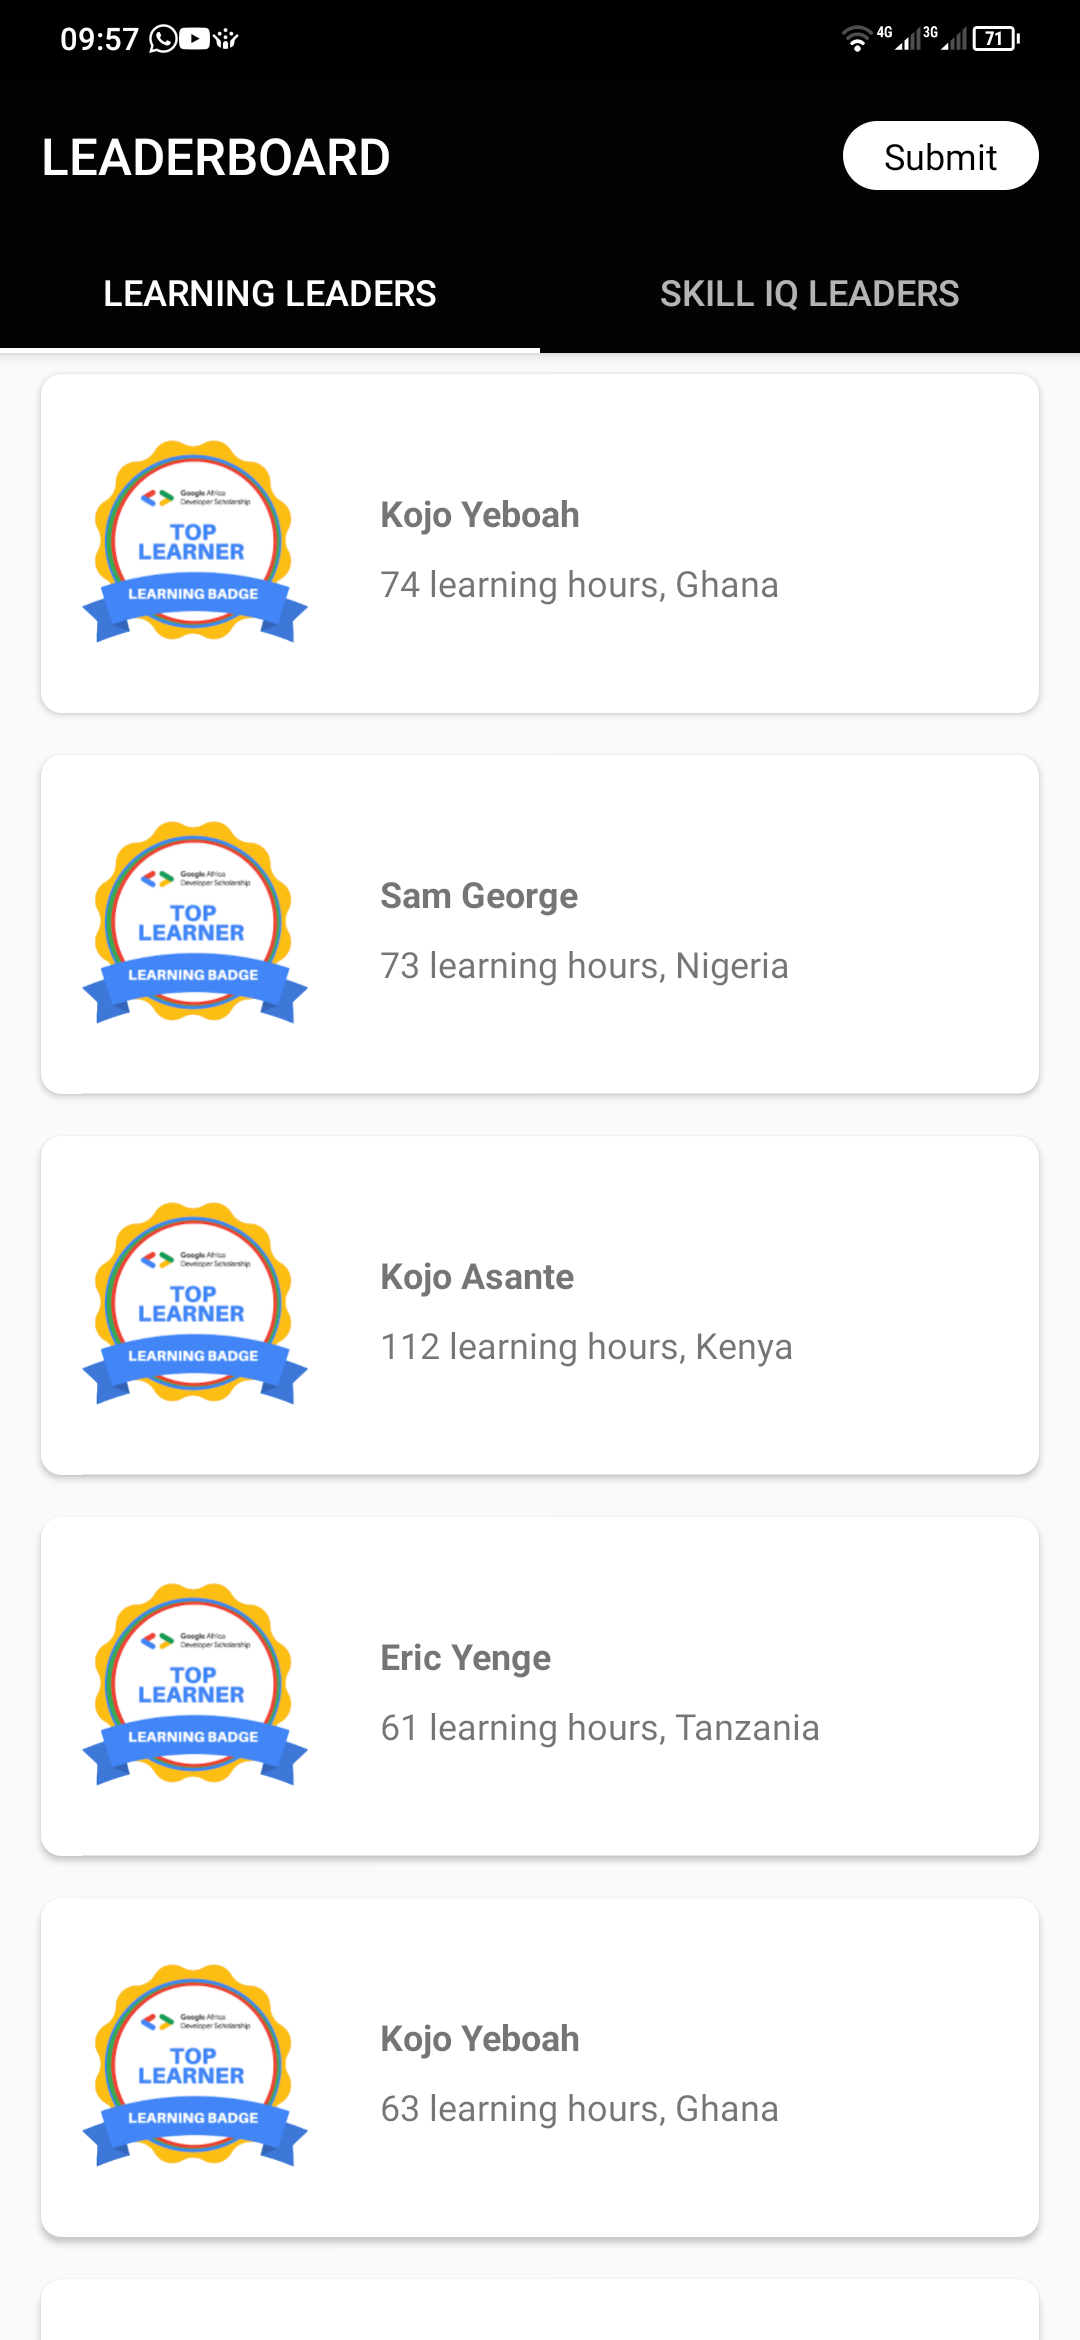 09:57
4G
3G
71
LEADERBOARD
Submit
LEARNING LEADERS
SKILL IQ LEADERS
Google Africa
Developer Scholarship
TOP
LEARNER
LEARNING BADGE
Kojo Yeboah
74 learning hours, Ghana
Google Africa
Developer Scholarship
TOP
LEARNER
LEARNING BADGE
Sam George
73 learning hours, Nigeria
Google Africa
Developer Scholarship
TOP
LEARNER
LEARNING BADGE
Kojo Asante
112 learning hours, Kenya
Google Africa
Developer Scholarship
TOP
LEARNER
LEARNING BADGE
Eric Yenge
61 learning hours, Tanzania
Google Africa
Developer Scholarship
TOP
LEARNER
LEARNING BADGE
Kojo Yeboah
63 learning hours, Ghana